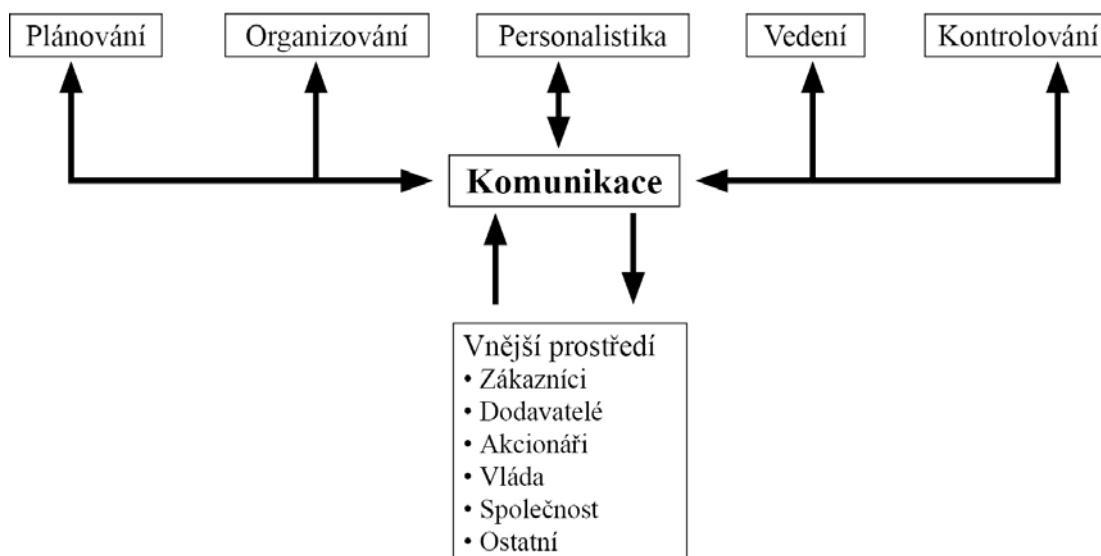 Plánování
Organizování
Personalistika
Vedení
Kontrolování
Komunikace
Vnější prostředí
• Zákazníci
• Dodavatelé
• Akcionáři
• Vláda
• Společnost
• Ostatní